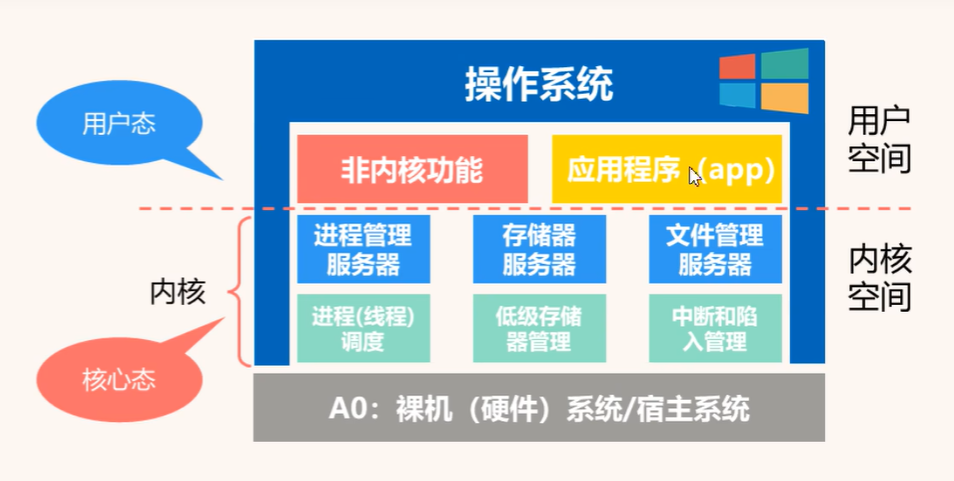 操作系统
用户态
用户
空间
非内核功能
应用程序（app）
进程管理
服务器
存储器
服务器
文件管理
服务器
内核
空间
内核
进程(线程)
调度
低级存储
器管理
中断和陷
入管理
核心态
A0：裸机（硬件）系统/宿主系统